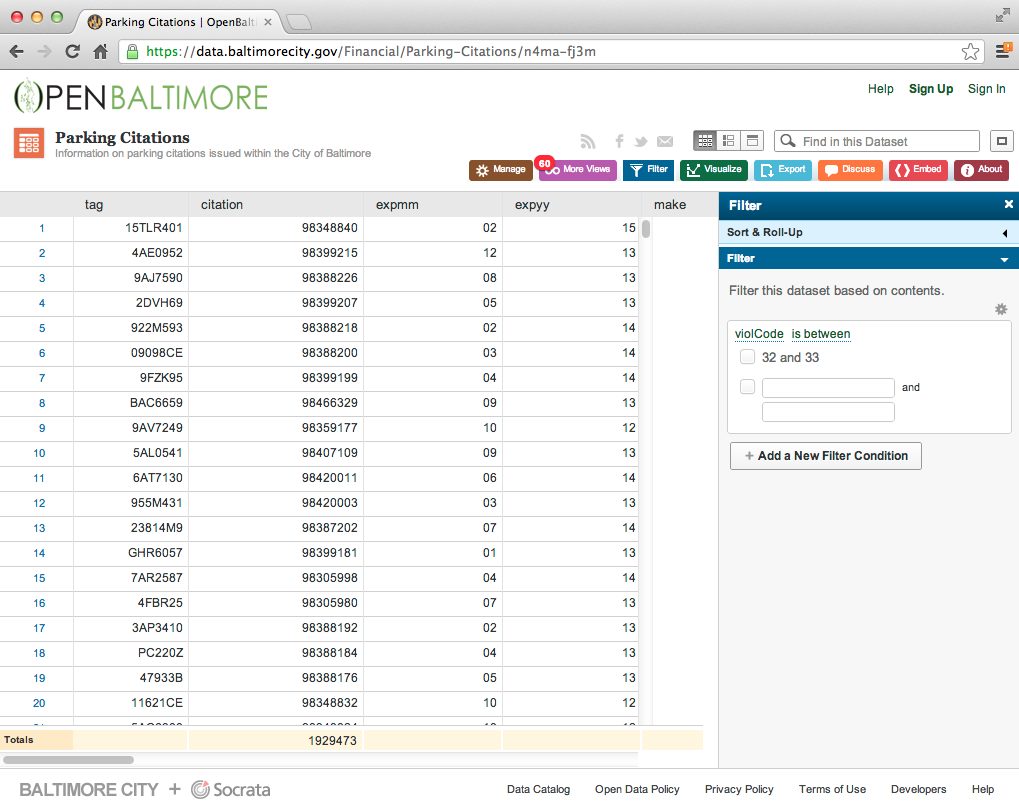 Parking Citations | OpenBalti
https://data.baltimorecity.gov/Financial/Parking-Citations/n4ma-fj3m
OPENBALTIMORE
Help Sign Up Sign In
Parking Citations
Information on parking citations issued within the City of Baltimore
Find in this Dataset
Manage 60 More Views Filter Visualize Export Discuss Embed About
tag citation expmm expyy make
1 15TLR401 98348840 02 15
2 4AE0952 98399215 12 13
3 9AJ7590 98388226 08 13
4 2DVH69 98399207 05 13
5 922M593 98388218 02 14
6 09098CE 98388200 03 14
7 9FZK95 98399199 04 14
8 BAC6659 98466329 09 13
9 9AV7249 98359177 10 12
10 5AL0541 98407109 09 13
11 6AT7130 98420011 06 14
12 955M431 98420003 03 13
13 23814M9 98387202 07 14
14 GHR6057 98399181 01 13
15 7AR2587 98305998 04 14
16 4FBR25 98305980 07 13
17 3AP3410 98388192 02 13
18 PC220Z 98388184 04 13
19 47933B 98388176 05 13
20 11621CE 98348832 10 12
Totals 1929473
Filter
Sort & Roll-Up
Filter
Filter this dataset based on contents.
violCode is between
32 and 33
and
+ Add a New Filter Condition
BALTIMORE CITY + Socrata
Data Catalog Open Data Policy Privacy Policy Terms of Use Developers Help